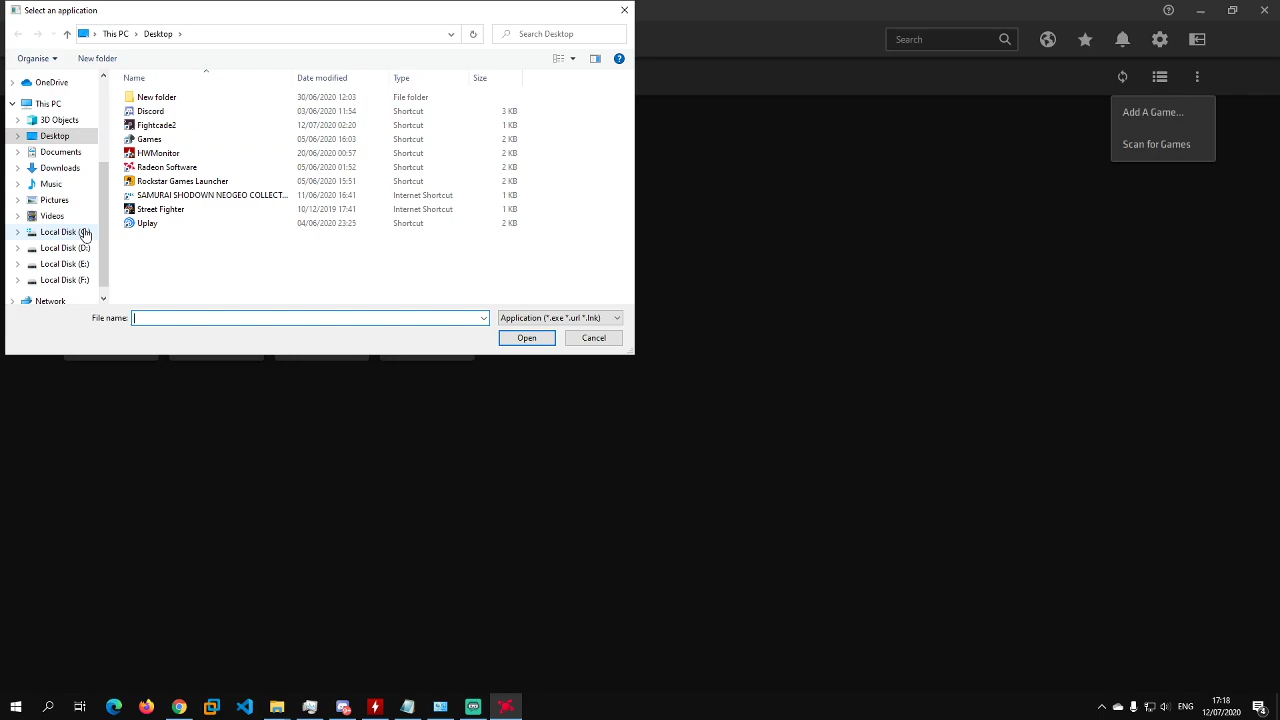 Select an application
This PC
Desktop
Search Desktop
Organise
New folder
Name
Date modified
Type
Size
OneDrive
This PC
3D Objects
Desktop
Documents
Downloads
Music
Pictures
Videos
Local Disk
Local Disk (D:)
Local Disk (E:)
Local Disk (F:)
Network
New folder 30/06/2020 12:03 File folder
Discord 03/06/2020 11:54 Shortcut 3 KB
Fightcade2 12/07/2020 02:20 Shortcut 1 KB
Games 05/06/2020 16:03 Shortcut 2 KB
HWMonitor 20/06/2020 00:57 Shortcut 2 KB
Radeon Software 05/06/2020 01:52 Shortcut 2 KB
Rockstar Games Launcher 05/06/2020 15:51 Shortcut 2 KB
SAMURAI SHODOWN NEOGEO COLLECT... 11/06/2020 16:41 Internet Shortcut 1 KB
Street Fighter 10/12/2019 17:41 Internet Shortcut 1 KB
Uplay 04/06/2020 23:25 Shortcut 2 KB
File name:
Application (*.exe *.url *.lnk)
Open
Cancel
Search
Add A Game...
Scan for Games
ENG
17:18
12/07/2020